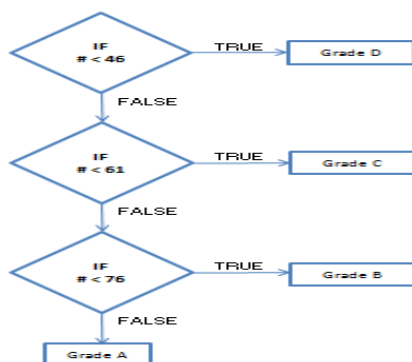 IF
# < 46
TRUE
Grade D
FALSE
IF
# < 61
TRUE
Grade C
FALSE
IF
# < 76
TRUE
Grade B
FALSE
Grade A